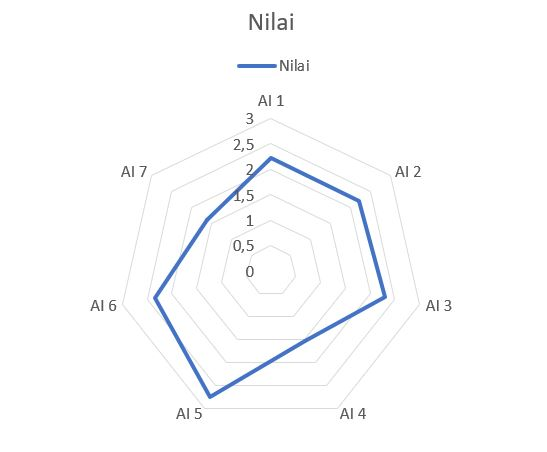 Nilai
Nilai
AI 1
3
2,5
2
1,5
1
0,5
0
AI 2
AI 3
AI 4
AI 5
AI 6
AI 7